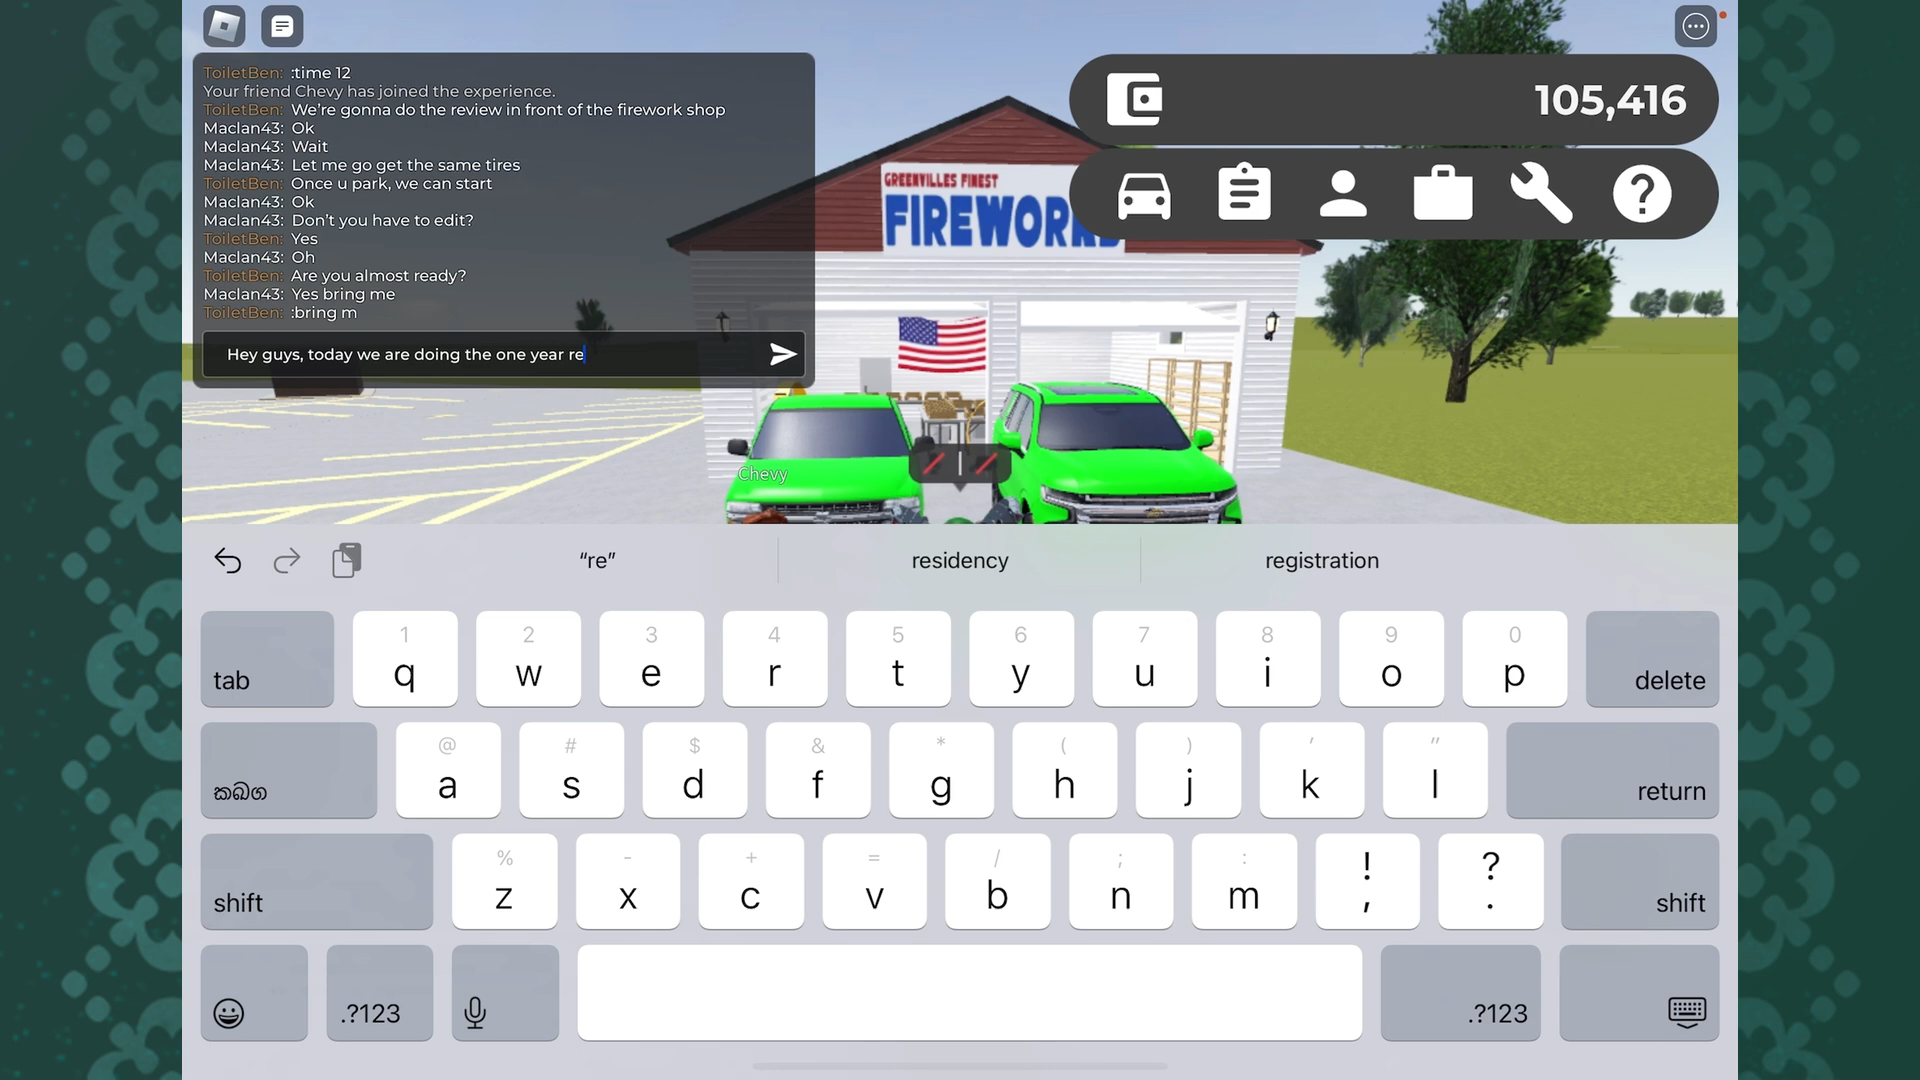 ToiletBen: :time 12
Your friend Chevy has joined the experience.
ToiletBen: We're gonna do the review in front of the firework shop
Maclan43: Ok
Maclan43: Wait
Maclan43: Let me go get the same tires
ToiletBen: Once u park, we can start
Maclan43: Ok
Maclan43: Don't you have to edit?
ToiletBen: Yes
Maclan43: Oh
ToiletBen: Are you almost ready?
Maclan43: Yes bring me
ToiletBen: :bring m
Hey guys, today we are doing the one year re
105,416
GREENVILLES FINEST
FIREWORKS
Chevy
“re” residency registration
1 2 3 4 5 6 7 8 9 0
tab q w e r t y u i o p delete
@ # $ & * ( ) ' "
කඛග a s d f g h j k l return
% - + = / ; : ! ?
shift z x c v b n m , . shift
.?123 .?123